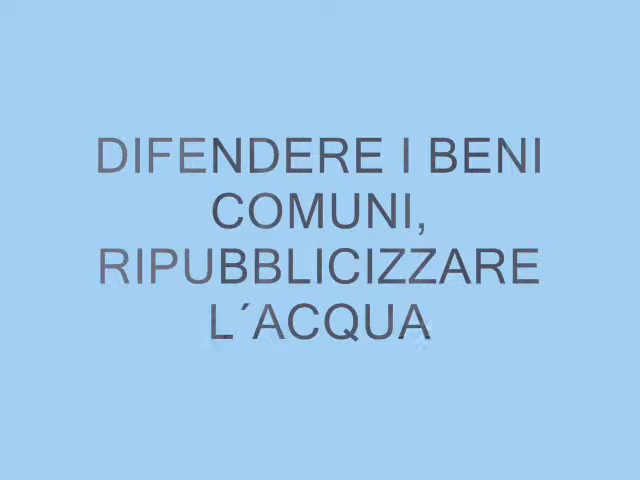 DIFENDERE I BENI
COMUNI,
RIPUBBLICIZZARE
L´ACQUA